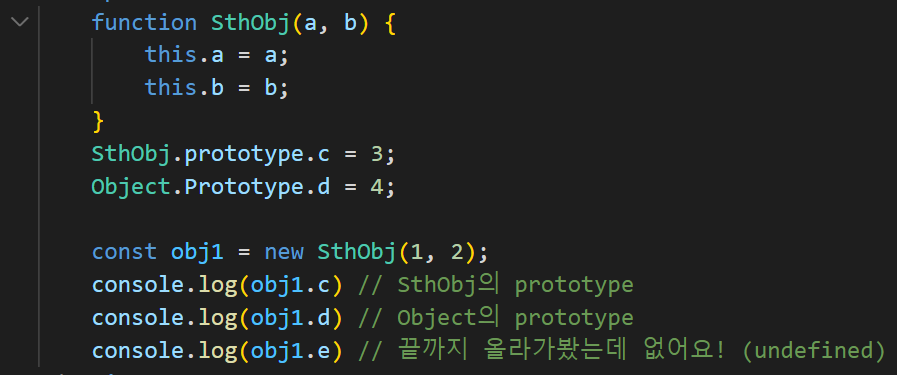 function SthObj(a, b) {
this.a = a;
this.b = b;
}
SthObj.prototype.c = 3;
Object.Prototype.d = 4;
const obj1 = new SthObj(1, 2);
console.log(obj1.c) // SthObj의 prototype
console.log(obj1.d) // Object의 prototype
console.log(obj1.e) // 끝까지 올라가봤는데 없어요! (undefined)